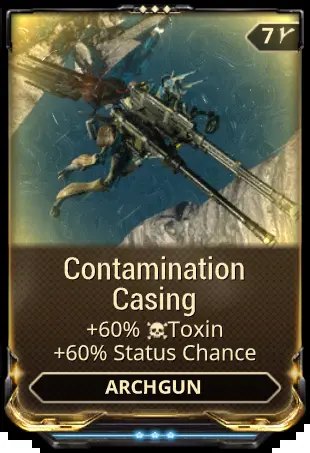 7
Contamination
Casing
+60% Toxin
+60% Status Chance
ARCHGUN